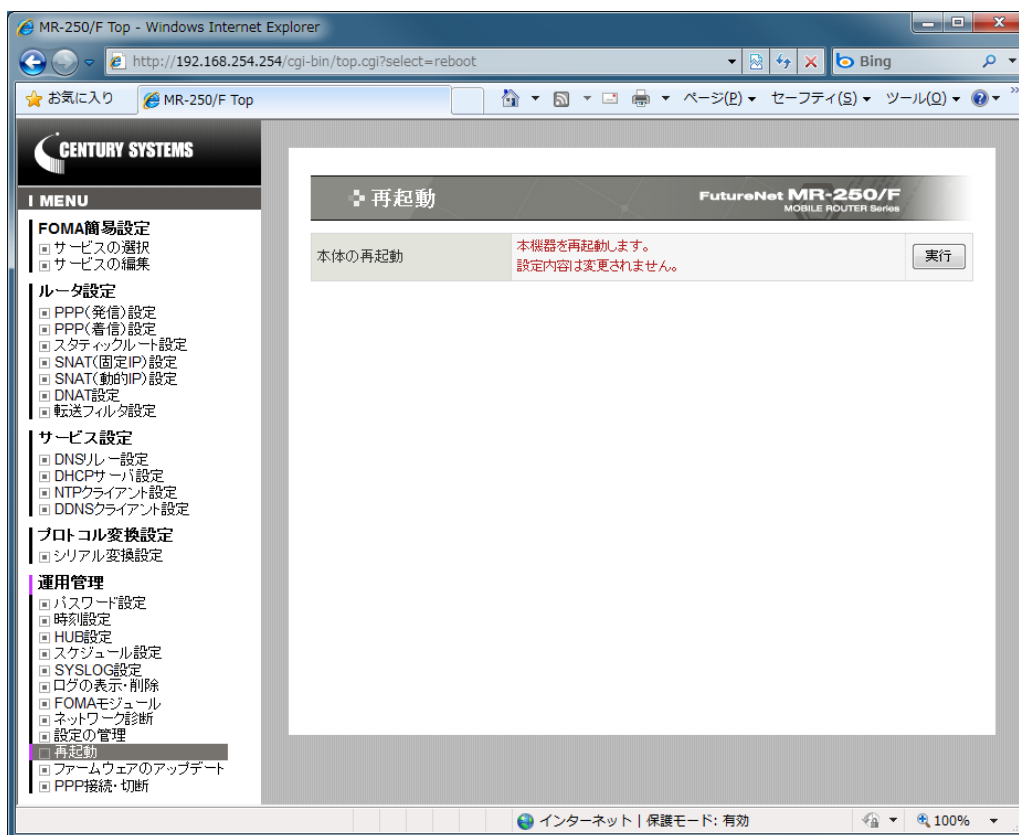 MR-250/F Top - Windows Internet Explorer
http://192.168.254.254/cgi-bin/top.cgi?select=reboot
Bing
お気に入り
MR-250/F Top
ページ(P)
セーフティ(S)
ツール(O)
CENTURY SYSTEMS
MENU
FOMA簡易設定
サービスの選択
サービスの編集
ルータ設定
PPP(発信)設定
PPP(着信)設定
スタティックルート設定
SNAT(固定IP)設定
SNAT(動的IP)設定
DNAT設定
転送フィルタ設定
サービス設定
DNSリレー設定
DHCPサーバ設定
NTPクライアント設定
DDNSクライアント設定
プロトコル変換設定
シリアル変換設定
運用管理
パスワード設定
時刻設定
HUB設定
スケジュール設定
SYSLOG設定
ログの表示・削除
FOMAモジュール
ネットワーク診断
設定の管理
再起動
ファームウェアのアップデート
PPP接続・切断
再起動
FutureNet MR-250/F
MOBILE ROUTER Series
本体の再起動
本機器を再起動します。
設定内容は変更されません。
実行
インターネット | 保護モード: 有効
100%